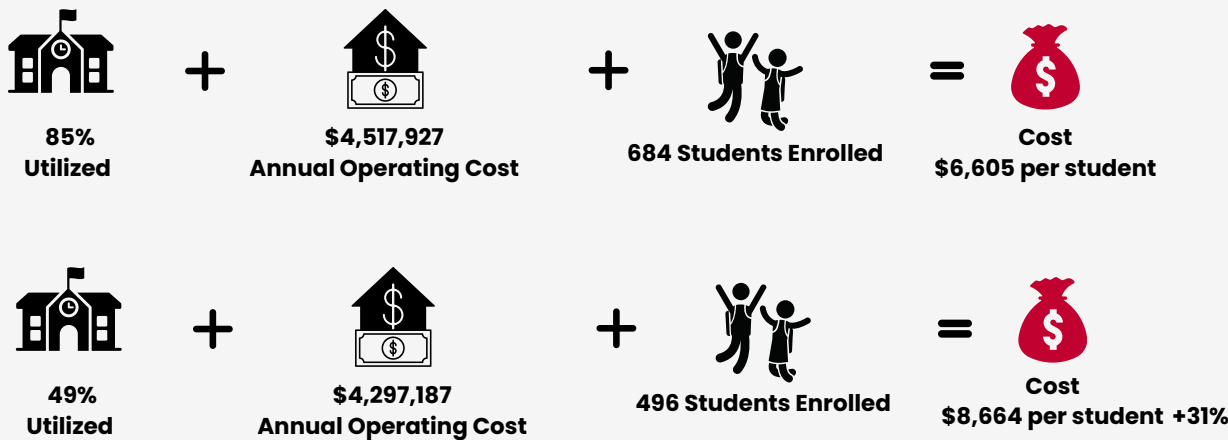 85%
Utilized
$4,517,927
Annual Operating Cost
684 Students Enrolled
Cost
$6,605 per student
49%
Utilized
$4,297,187
Annual Operating Cost
496 Students Enrolled
Cost
$8,664 per student +31%